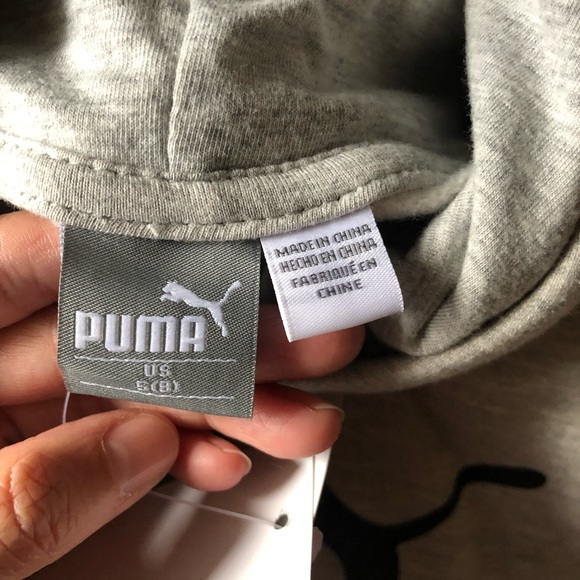 PUMA
US
S(8)
MADE IN CHINA
HECHO EN CHINA
FABRIQUÉ EN
CHINE